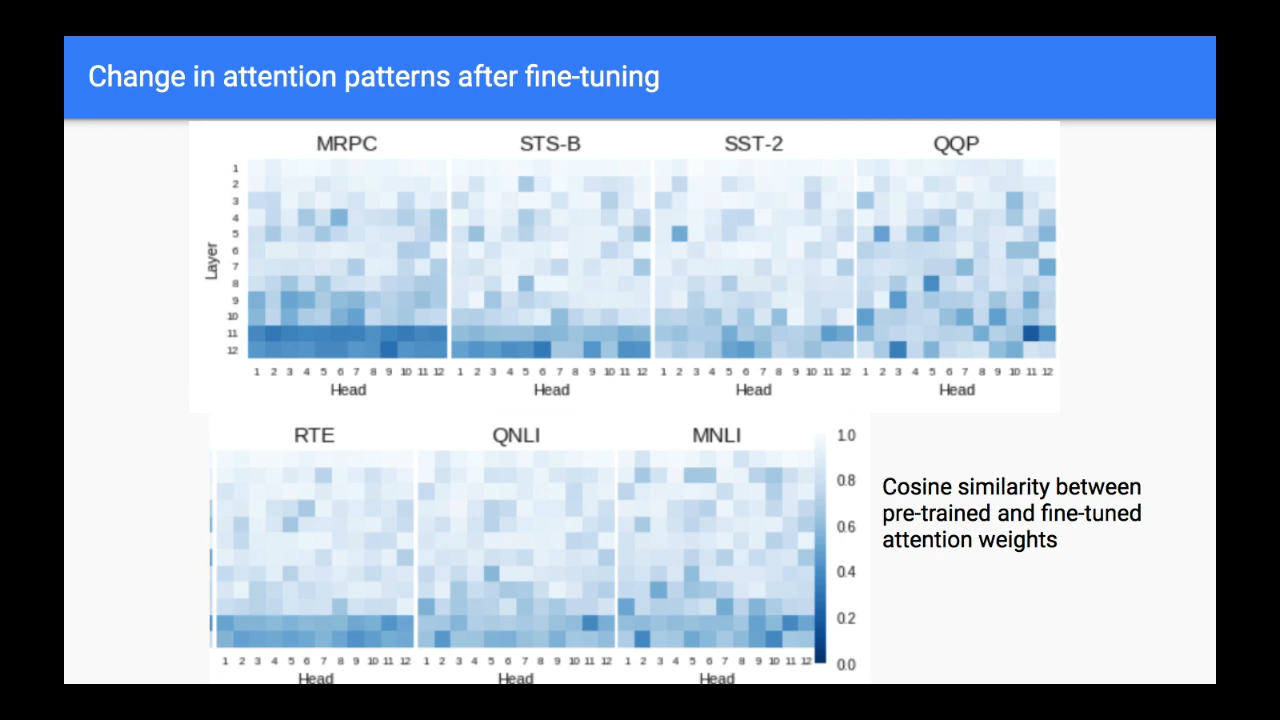 Change in attention patterns after fine-tuning
MRPC STS-B SST-2 QQP
1
2
3
4
5
6
7
8
9
10
11
12
Layer
1 2 3 4 5 6 7 8 9 10 11 12 1 2 3 4 5 6 7 8 9 10 11 12 1 2 3 4 5 6 7 8 9 10 11 12 1 2 3 4 5 6 7 8 9 10 11 12
Head Head Head Head
RTE QNLI MNLI
1.0
0.8
0.6
0.4
0.2
0.0
1 2 3 4 5 6 7 8 9 10 11 12 1 2 3 4 5 6 7 8 9 10 11 12 1 2 3 4 5 6 7 8 9 10 11 12
Head Head Head
Cosine similarity between
pre-trained and fine-tuned
attention weights